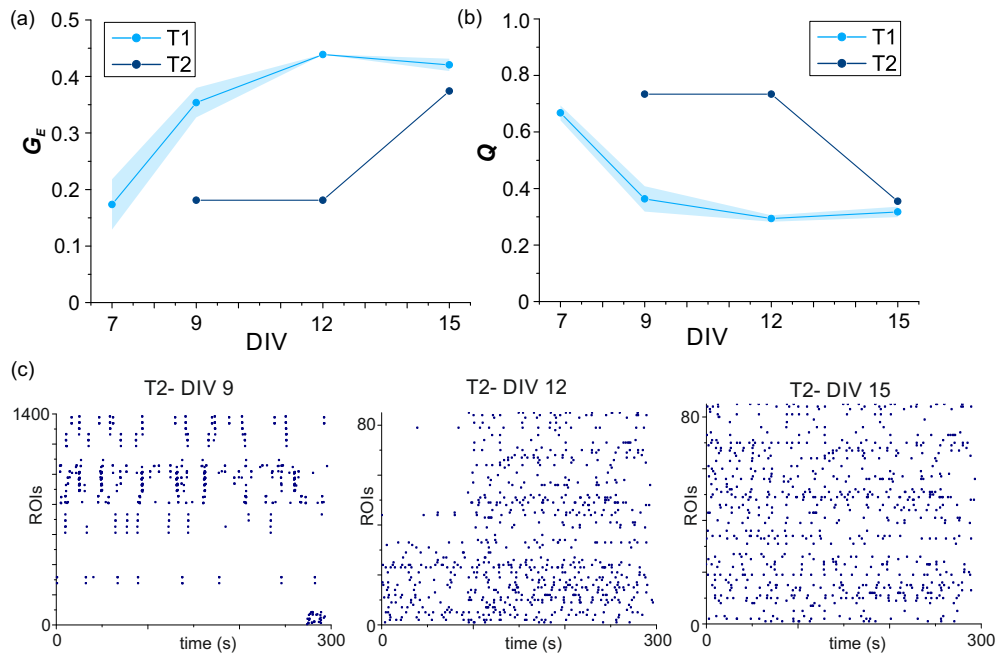 (a)
T1
T2
0.5
0.4
0.3
0.2
0.1
0
G_E
7
9
12
15
DIV
(b)
T1
T2
1.0
0.8
0.6
0.4
0.2
0
Q
7
9
12
15
DIV
(c)
T2- DIV 9
1400
ROIs
0
0
time (s)
300
T2- DIV 12
80
ROIs
0
0
time (s)
300
T2- DIV 15
80
ROIs
0
0
time (s)
300